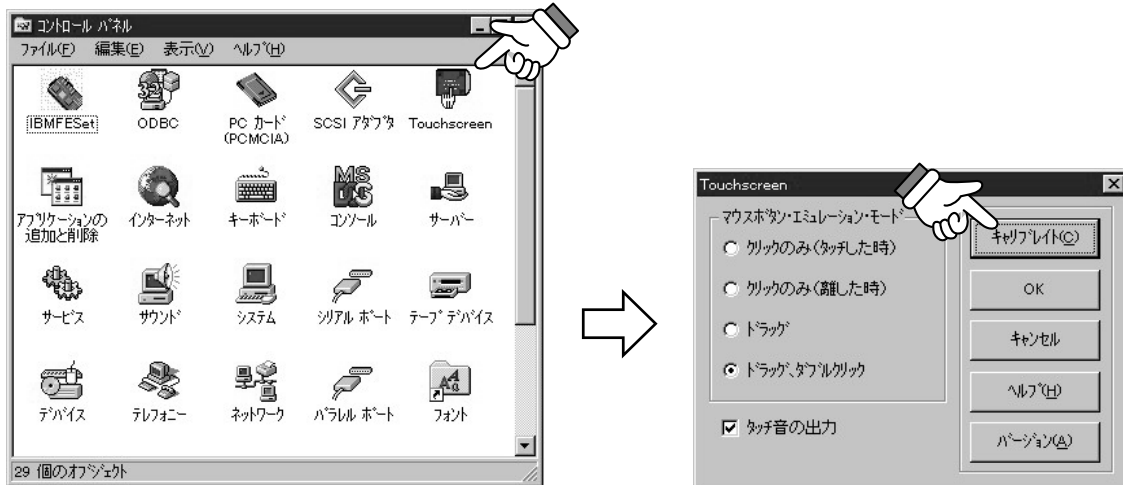 コントロール パネル
ファイル(F) 編集(E) 表示(V) ヘルプ(H)
IBMFESet
ODBC
PC カード
(PCMCIA)
SCSI アダプタ
Touchscreen
アプリケーションの
追加と削除
インターネット
キーボード
MS
DOS
コンソール
サーバー
サービス
サウンド
システム
シリアル ポート
テープ デバイス
デバイス
テレフォニー
ネットワーク
パラレル ポート
フォント
29 個のオブジェクト
Touchscreen
マウスボタン・エミュレーション・モード
クリックのみ(タッチした時)
クリックのみ(離した時)
ドラッグ
ドラッグ、ダブルクリック
タッチ音の出力
キャリブレイト(C)
OK
キャンセル
ヘルプ(H)
バージョン(A)